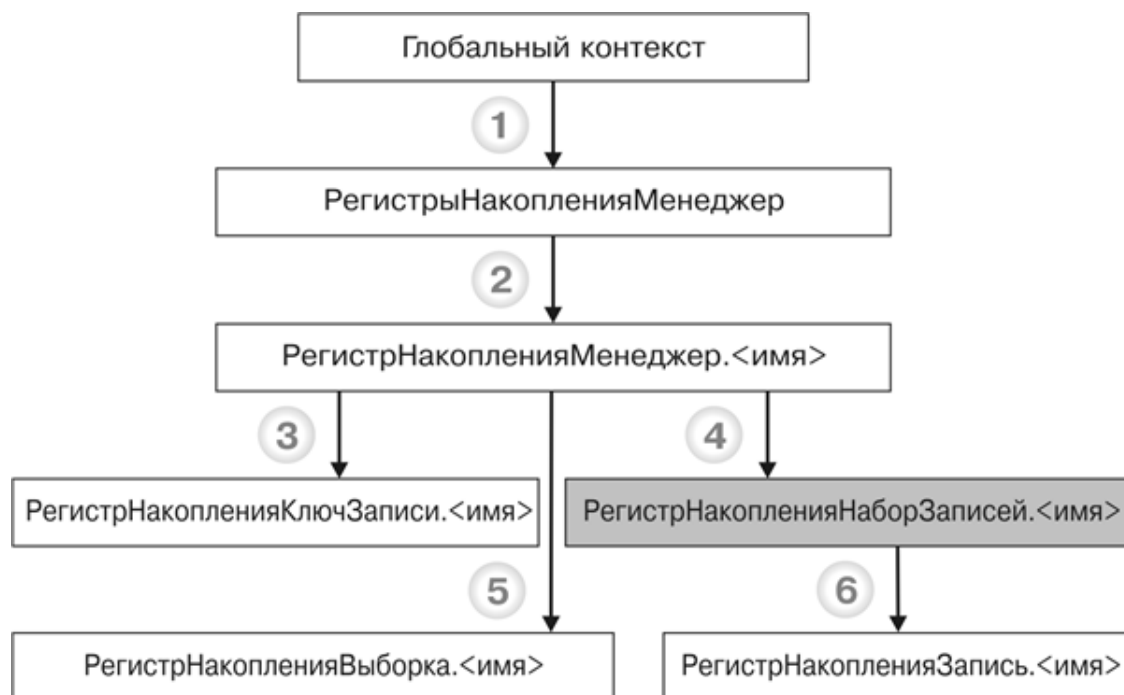 Глобальный контекст
1
РегистрыНакопленияМенеджер
2
РегистрНакопленияМенеджер.<имя>
3
4
РегистрНакопленияКлючЗаписи.<имя>
РегистрНакопленияНаборЗаписей.<имя>
5
6
РегистрНакопленияВыборка.<имя>
РегистрНакопленияЗапись.<имя>